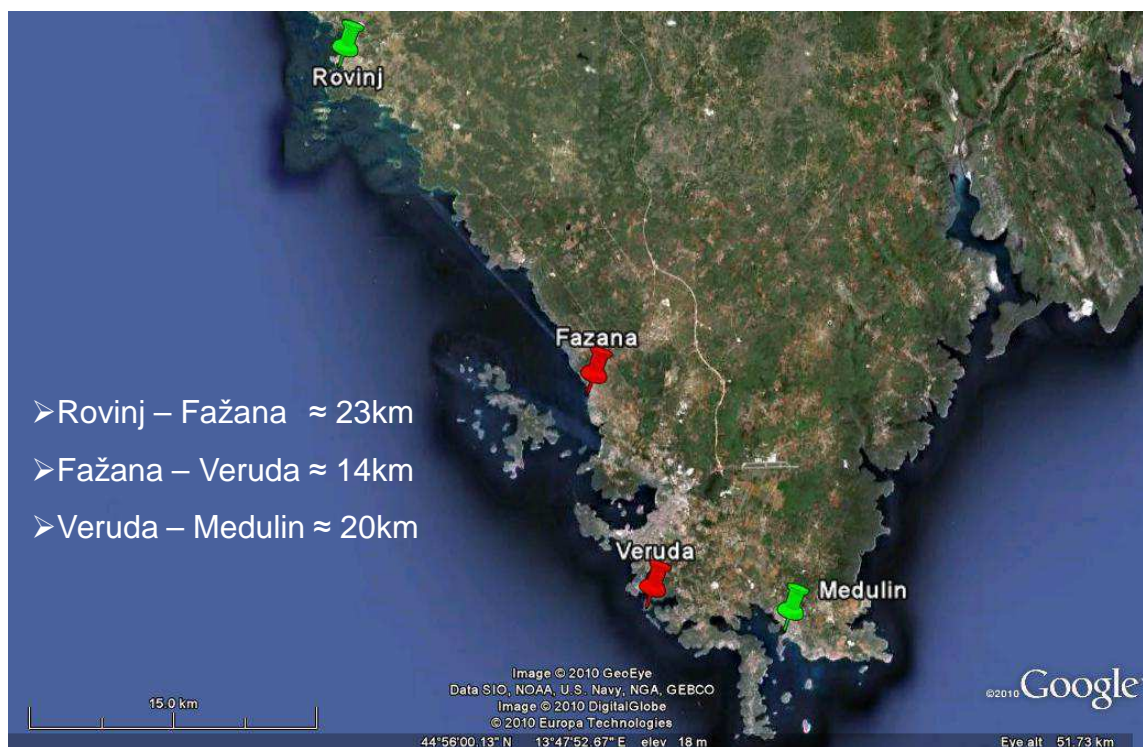 Rovinj
Fazana
➢Rovinj – Fažana ≈ 23km
➢Fažana – Veruda ≈ 14km
➢Veruda – Medulin ≈ 20km
Veruda
Medulin
Image © 2010 GeoEye
Data SIO, NOAA, U.S. Navy, NGA, GEBCO
Image © 2010 DigitalGlobe
© 2010 Europa Technologies
©2010 Google
15.0 km
44°56'00.13" N 13°47'52.67" E elev 18 m
Eye alt 51.73 km